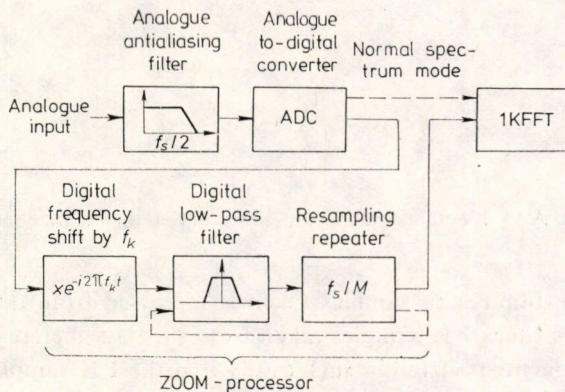 Analogue
antialiasing
filter
Analogue
to-digital
converter
Normal spec-
trum mode
Analogue
input
f_s/2
ADC
1KFFT
Digital
frequency
shift by f_k
Digital
low-pass
filter
Resampling
repeater
xe^{-i2πf_kt}
f_s/M
ZOOM-processor